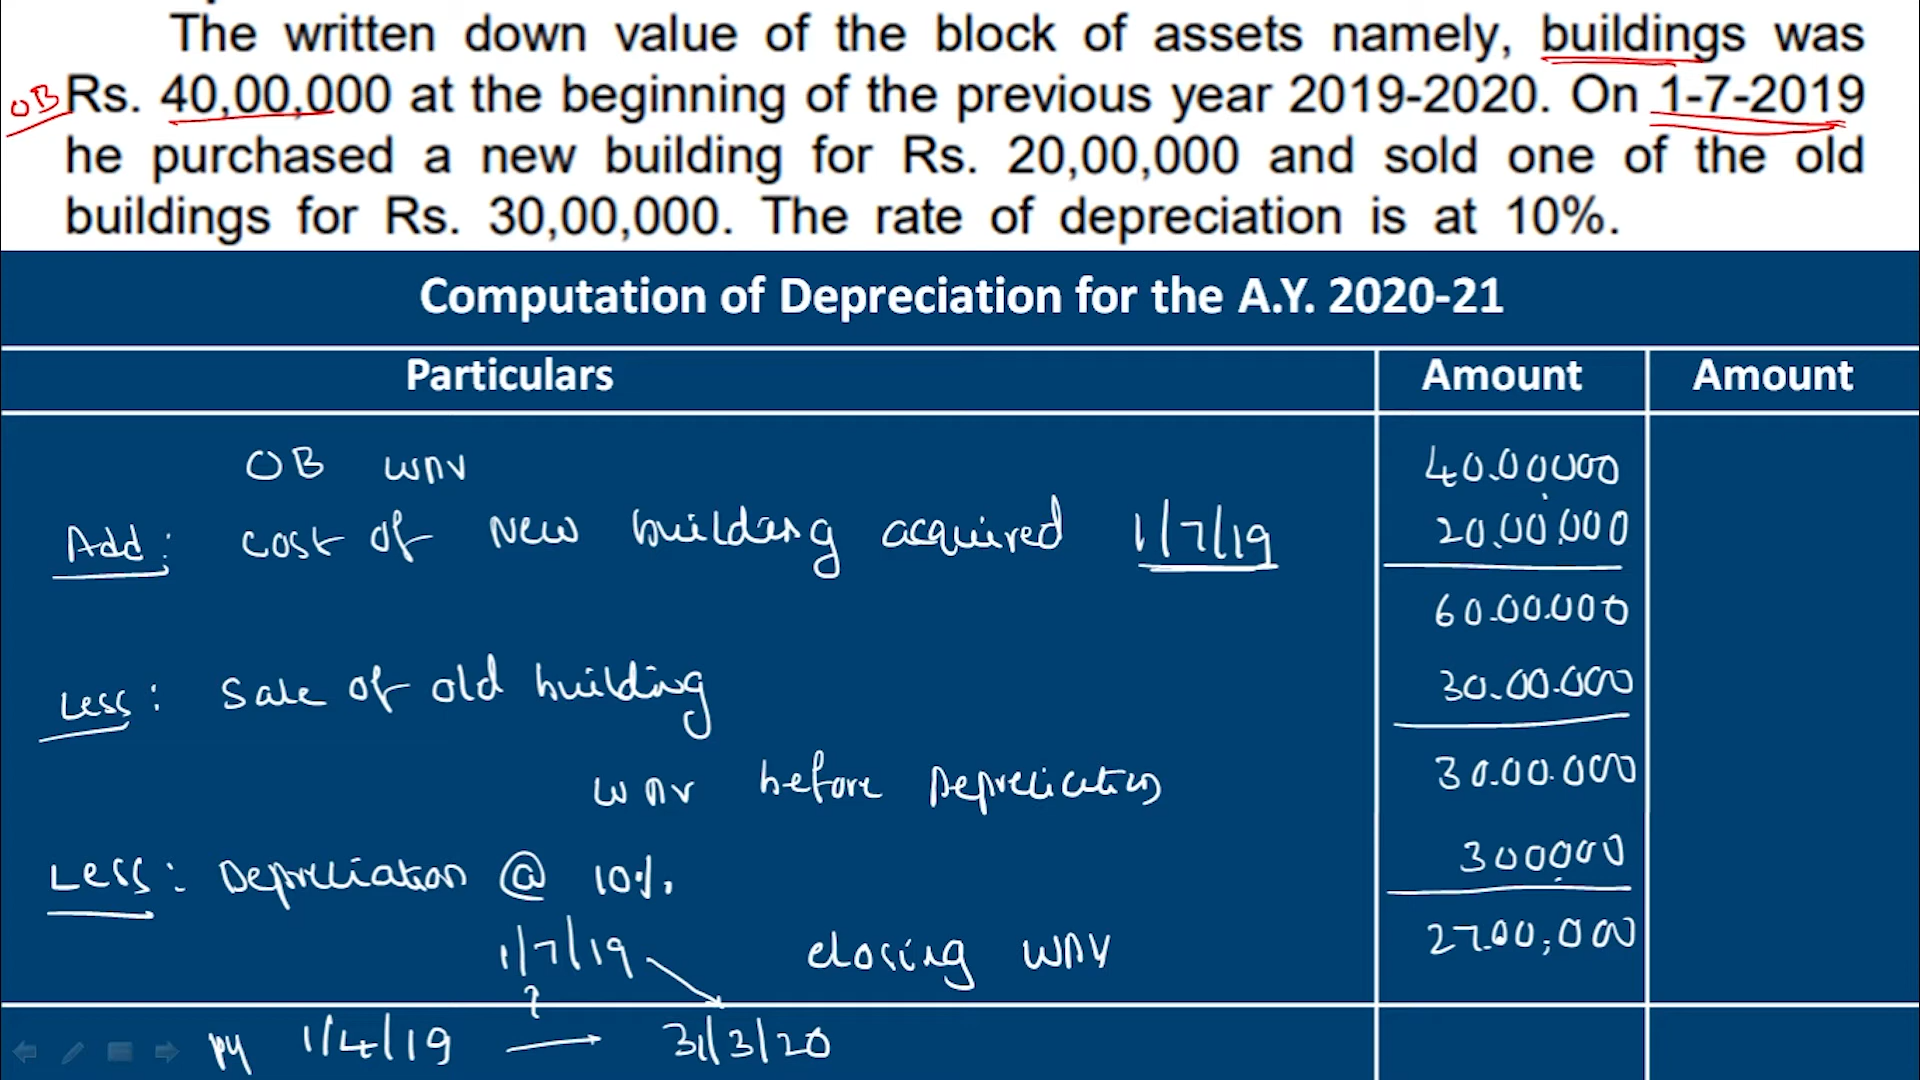 The written down value of the block of assets namely, buildings was
OB Rs. 40,00,000 at the beginning of the previous year 2019-2020. On 1-7-2019
he purchased a new building for Rs. 20,00,000 and sold one of the old
buildings for Rs. 30,00,000. The rate of depreciation is at 10%.
Computation of Depreciation for the A.Y. 2020-21
Particulars Amount Amount
OB WDV 40.00000
Add: cost of New building acquired 1/7/19 20,00,000
60.00.000
Less: Sale of old building 30.00.000
WDV before Depreciation 30.00.000
Less: Depreciation @ 10% 300,000
1/7/19 closing WDV 27.00,000
?
py 1/4/19 → 31/3/20